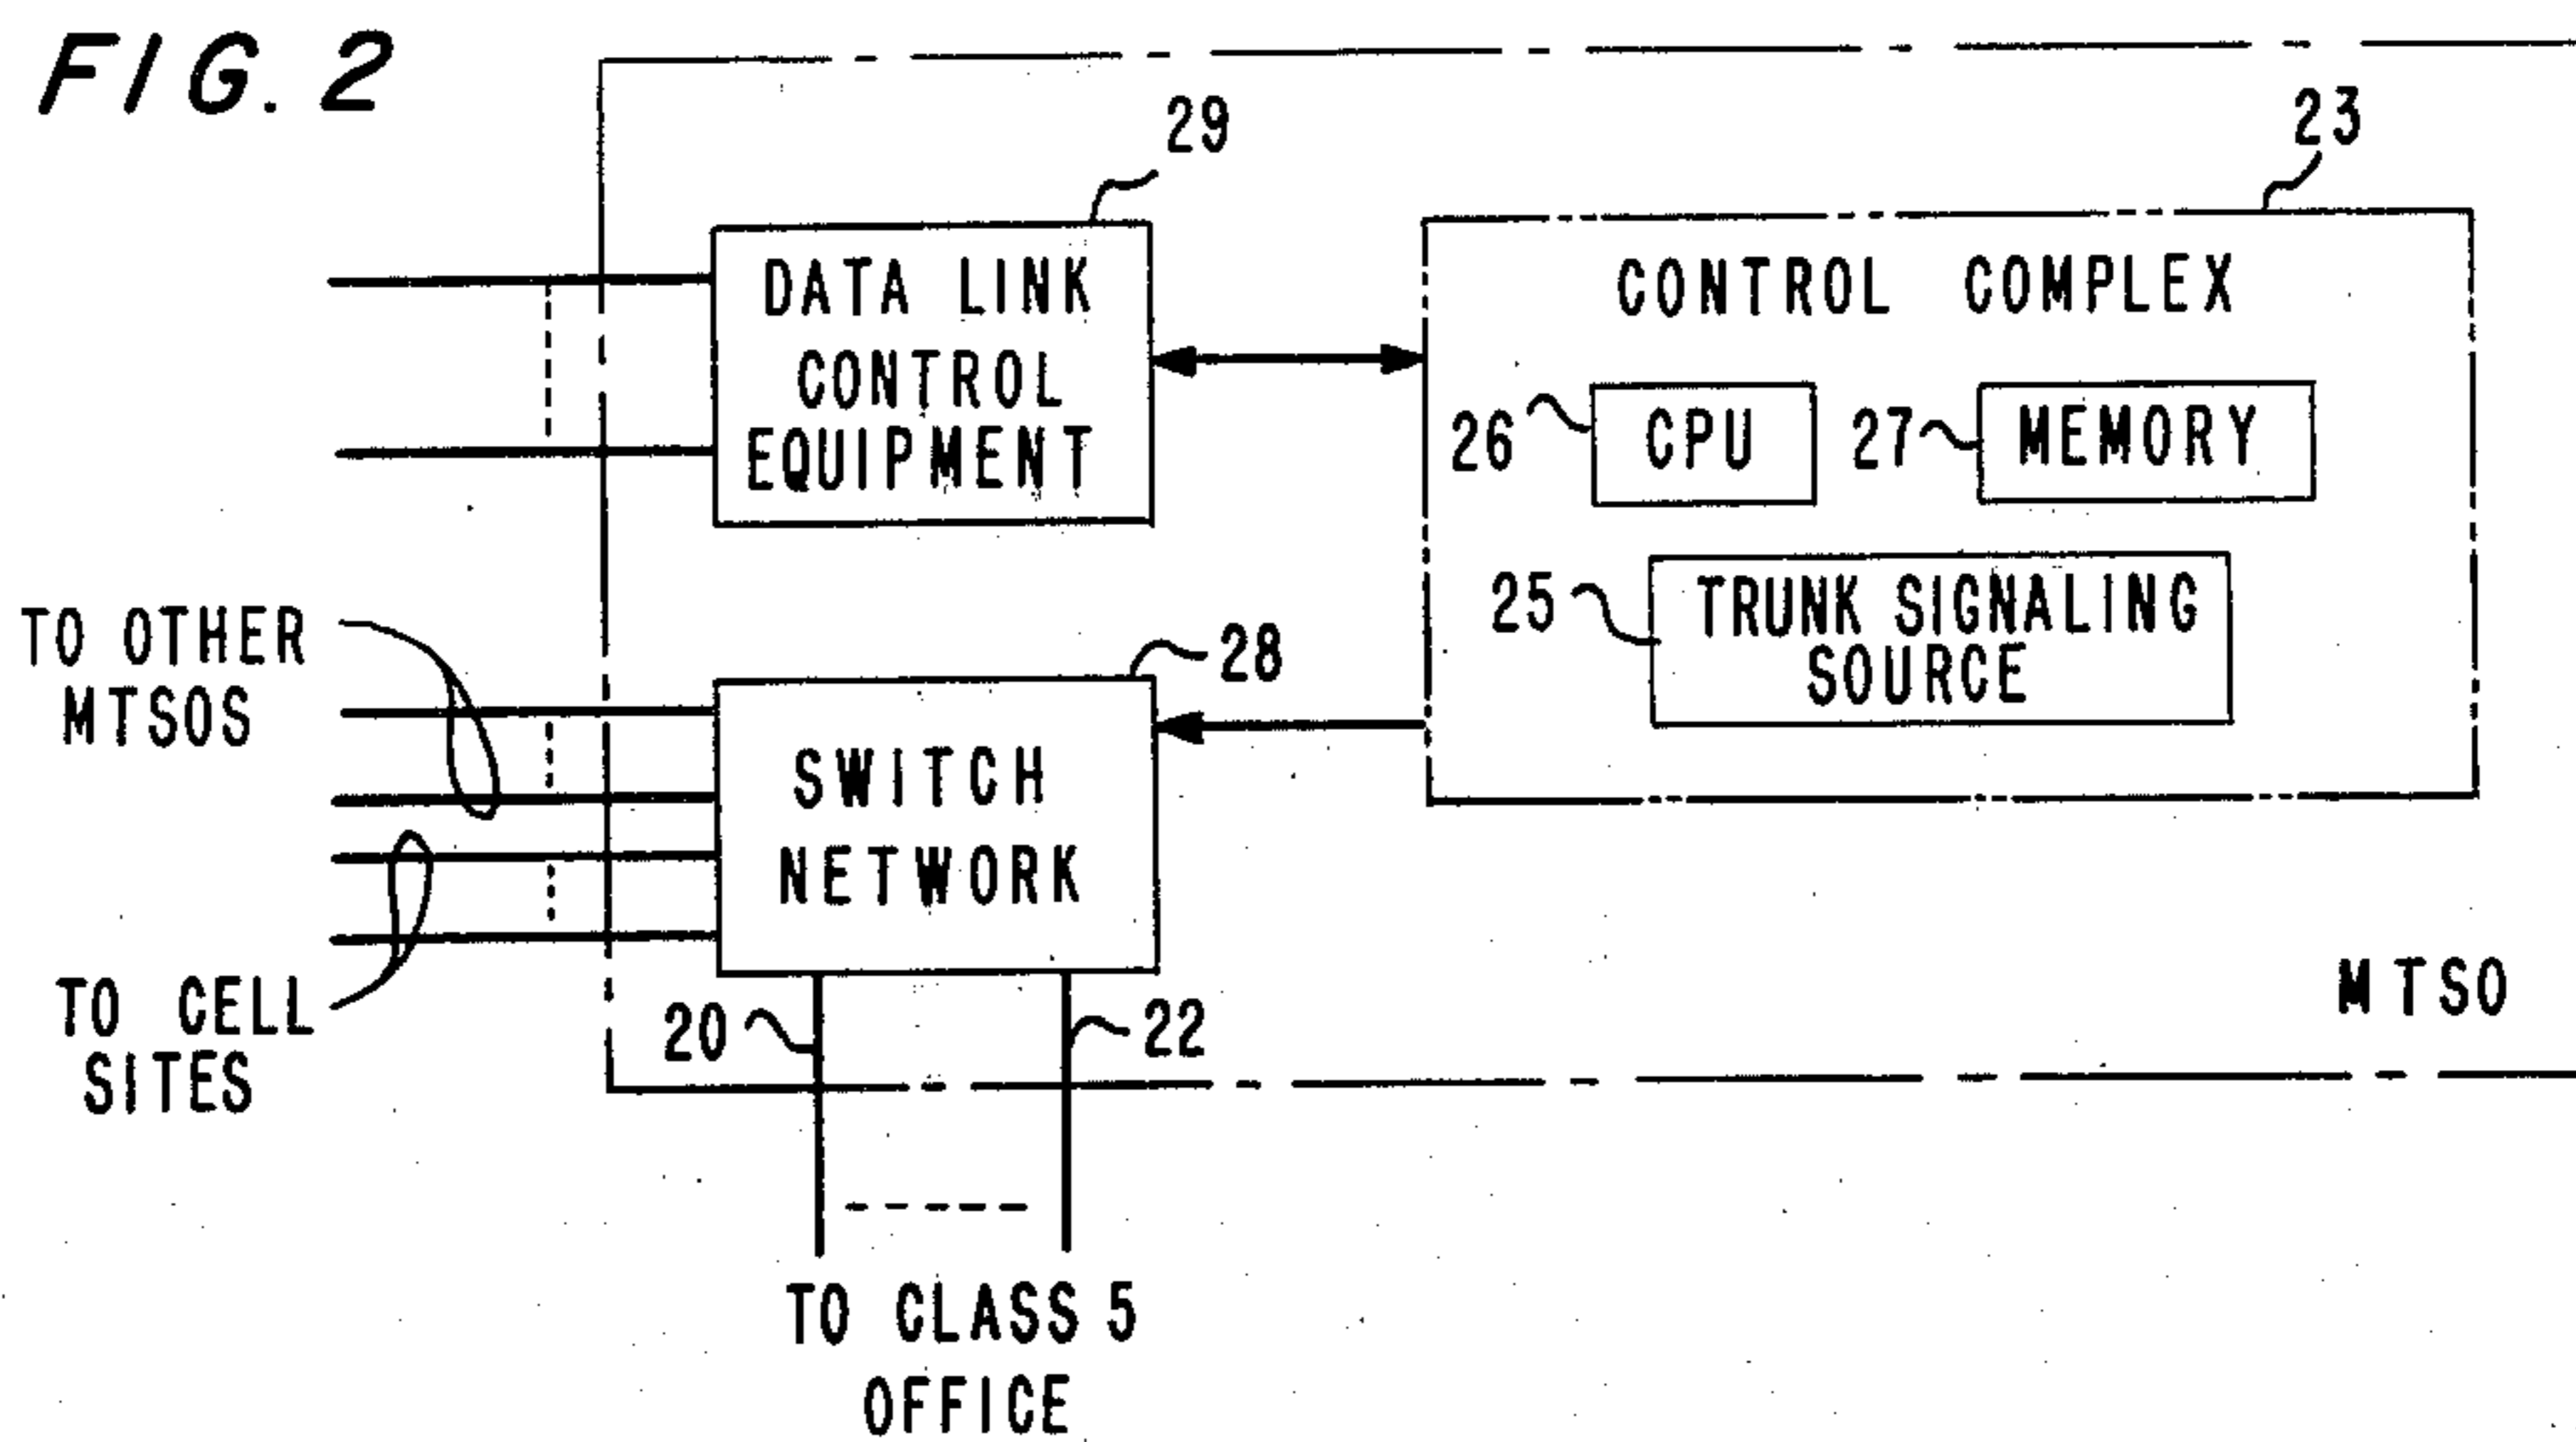 FIG. 2
29
23
DATA LINK
CONTROL
EQUIPMENT
CONTROL COMPLEX
26
CPU
27
MEMORY
25
TRUNK SIGNALING
SOURCE
TO OTHER
MTSOS
28
SWITCH
NETWORK
TO CELL
SITES
20
22
MTSO
TO CLASS 5
OFFICE